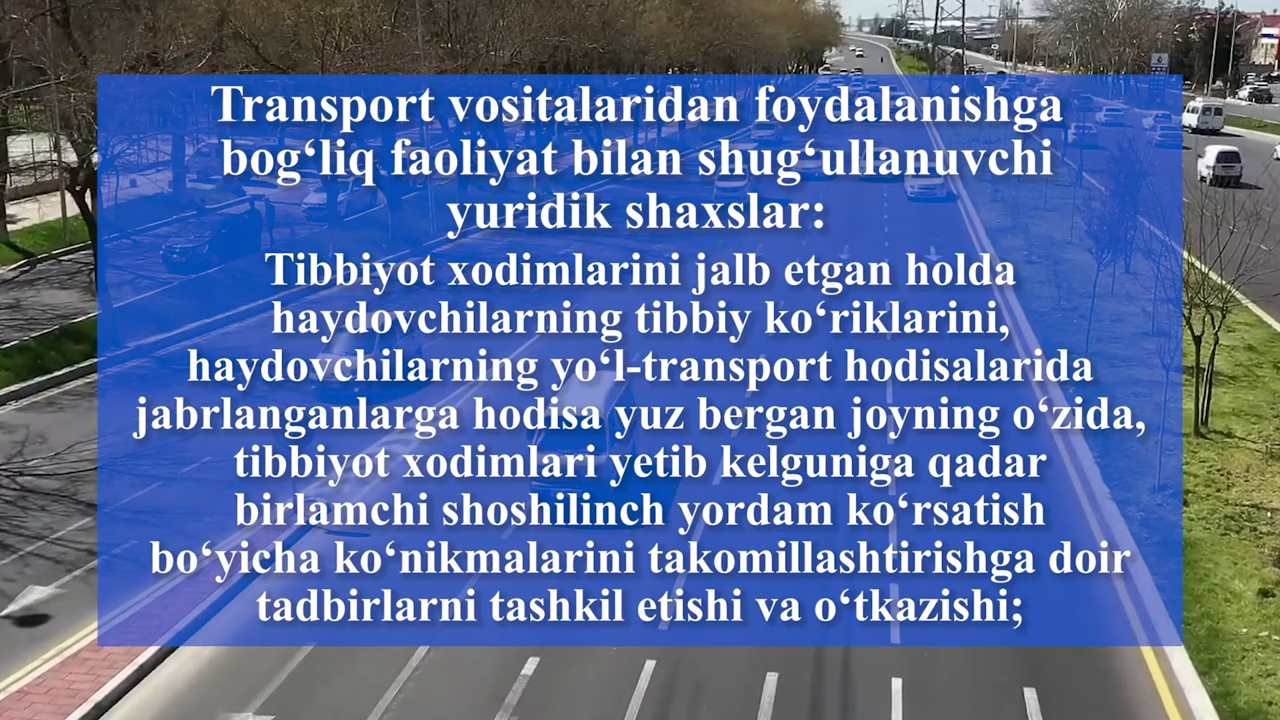 Transport vositalaridan foydalanishga
bog‘liq faoliyat bilan shug‘ullanuvchi
yuridik shaxslar:
Tibbiyot xodimlarini jalb etgan holda
haydovchilarning tibbiy ko‘riklarini,
haydovchilarning yo‘l-transport hodisalarida
jabrlanganlarga hodisa yuz bergan joyning o‘zida,
tibbiyot xodimlari yetib kelguniga qadar
birlamchi shoshilinch yordam ko‘rsatish
bo‘yicha ko‘nikmalarini takomillashtirishga doir
tadbirlarni tashkil etishi va o‘tkazishi;